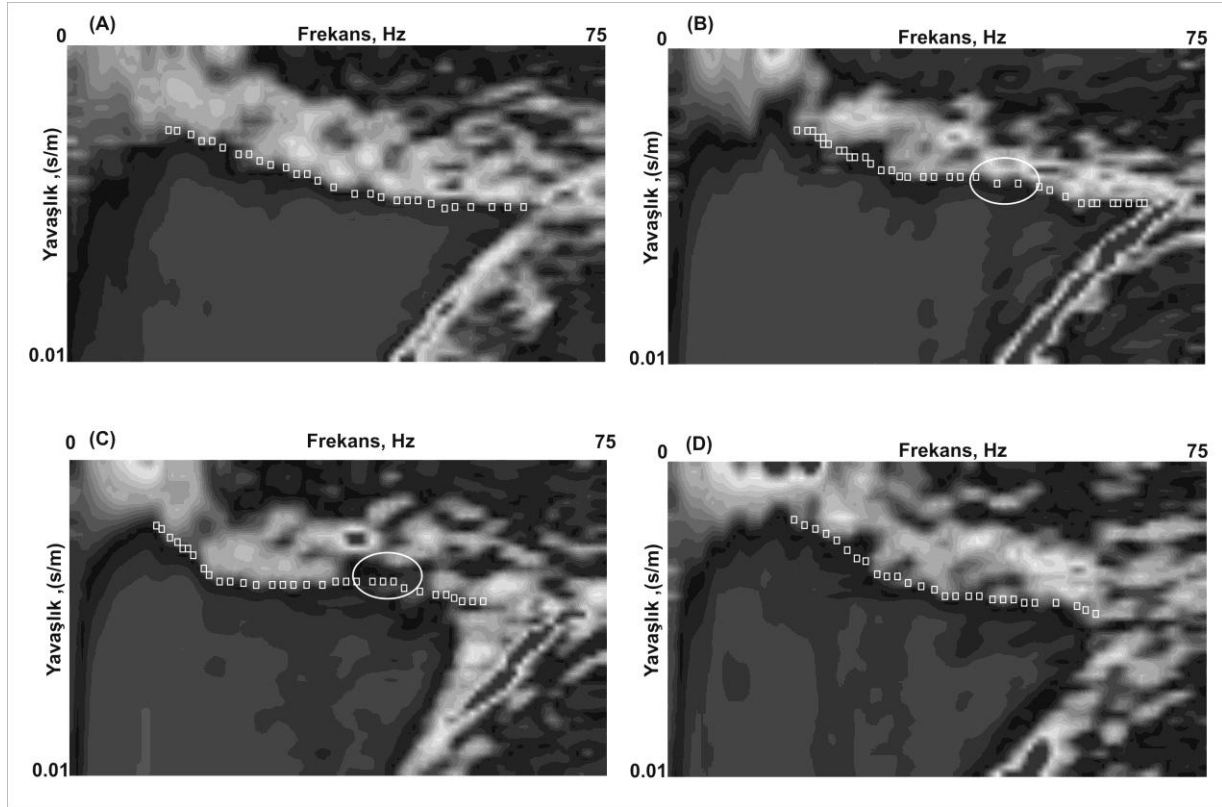 (A)
0 Frekans, Hz 75
Yavaşlık ,(s/m)
0.01
(B)
0 Frekans, Hz 75
Yavaşlık ,(s/m)
0.01
(C)
0 Frekans, Hz 75
Yavaşlık ,(s/m)
0.01
(D)
0 Frekans, Hz 75
Yavaşlık ,(s/m)
0.01